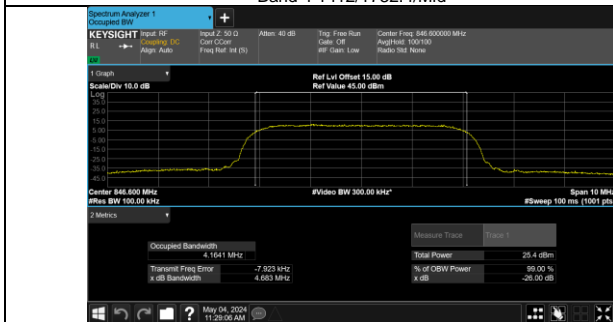 Spectrum Analyzer 1
Occupied BW
+
KEYSIGHT
Input: RF
Input Z: 50 Ω
Atten: 40 dB
Trig: Free Run
Center Freq: 846.600000 MHz
RL
Coupling: DC
Corr CCorr
Gate: Off
Avg|Hold: 100/100
Align: Auto
Freq Ref: Int (S)
#IF Gain: Low
Radio Std: None
1 Graph
Ref Lvl Offset 15.00 dB
Scale/Div 10.0 dB
Ref Value 45.00 dBm
Log
35.0
25.0
15.0
5.00
-5.00
-15.0
-25.0
-35.0
-45.0
Center 846.600 MHz
#Video BW 300.00 kHz*
Span 10 MHz
#Res BW 100.00 kHz
#Sweep 100 ms (1001 pts
2 Metrics
Measure Trace
Trace 1
Occupied Bandwidth
4.1641 MHz
Total Power
25.4 dBm
Transmit Freq Error
-7.923 kHz
% of OBW Power
99.00 %
x dB Bandwidth
4.683 MHz
x dB
-26.00 dB
May 04, 2024
11:29:06 AM